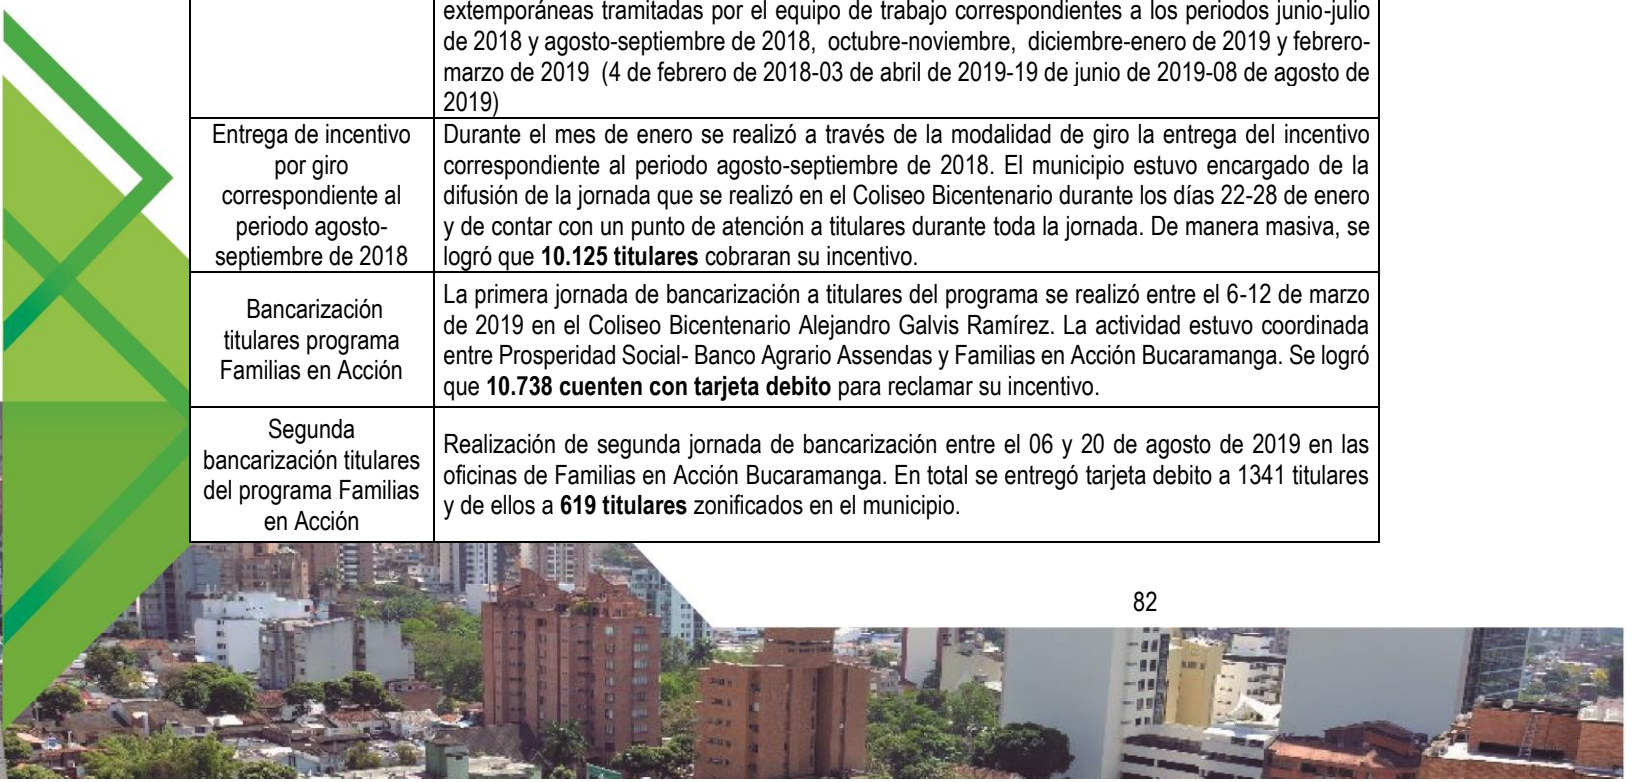 extemporáneas tramitadas por el equipo de trabajo correspondientes a los periodos junio-julio
de 2018 y agosto-septiembre de 2018, octubre-noviembre, diciembre-enero de 2019 y febrero-
marzo de 2019 (4 de febrero de 2018-03 de abril de 2019-19 de junio de 2019-08 de agosto de
2019)
Entrega de incentivo
por giro
correspondiente al
periodo agosto-
septiembre de 2018
Durante el mes de enero se realizó a través de la modalidad de giro la entrega del incentivo
correspondiente al periodo agosto-septiembre de 2018. El municipio estuvo encargado de la
difusión de la jornada que se realizó en el Coliseo Bicentenario durante los días 22-28 de enero
y de contar con un punto de atención a titulares durante toda la jornada. De manera masiva, se
logró que 10.125 titulares cobraran su incentivo.
Bancarización
titulares programa
Familias en Acción
La primera jornada de bancarización a titulares del programa se realizó entre el 6-12 de marzo
de 2019 en el Coliseo Bicentenario Alejandro Galvis Ramírez. La actividad estuvo coordinada
entre Prosperidad Social- Banco Agrario Assendas y Familias en Acción Bucaramanga. Se logró
que 10.738 cuenten con tarjeta debito para reclamar su incentivo.
Segunda
bancarización titulares
del programa Familias
en Acción
Realización de segunda jornada de bancarización entre el 06 y 20 de agosto de 2019 en las
oficinas de Familias en Acción Bucaramanga. En total se entregó tarjeta debito a 1341 titulares
y de ellos a 619 titulares zonificados en el municipio.
82